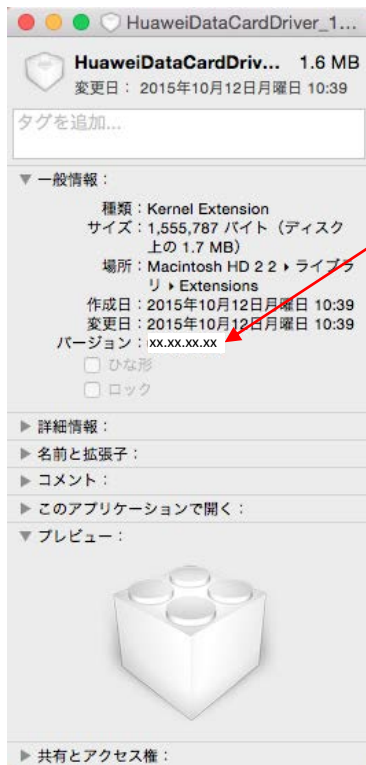 HuaweiDataCardDriver_1...
HuaweiDataCardDriv... 1.6 MB
変更日： 2015年10月12日月曜日 10:39
タグを追加...
▼ 一般情報：
種類：Kernel Extension
サイズ：1,555,787 バイト（ディスク
上の 1.7 MB）
場所：Macintosh HD 2 2 ▸ ライブラ
リ ▸ Extensions
作成日：2015年10月12日月曜日 10:39
変更日：2015年10月12日月曜日 10:39
バージョン：xx.xx.xx.xx
ひな形
ロック
▶ 詳細情報：
▶ 名前と拡張子：
▶ コメント：
▶ このアプリケーションで開く：
▼ プレビュー：
▶ 共有とアクセス権：